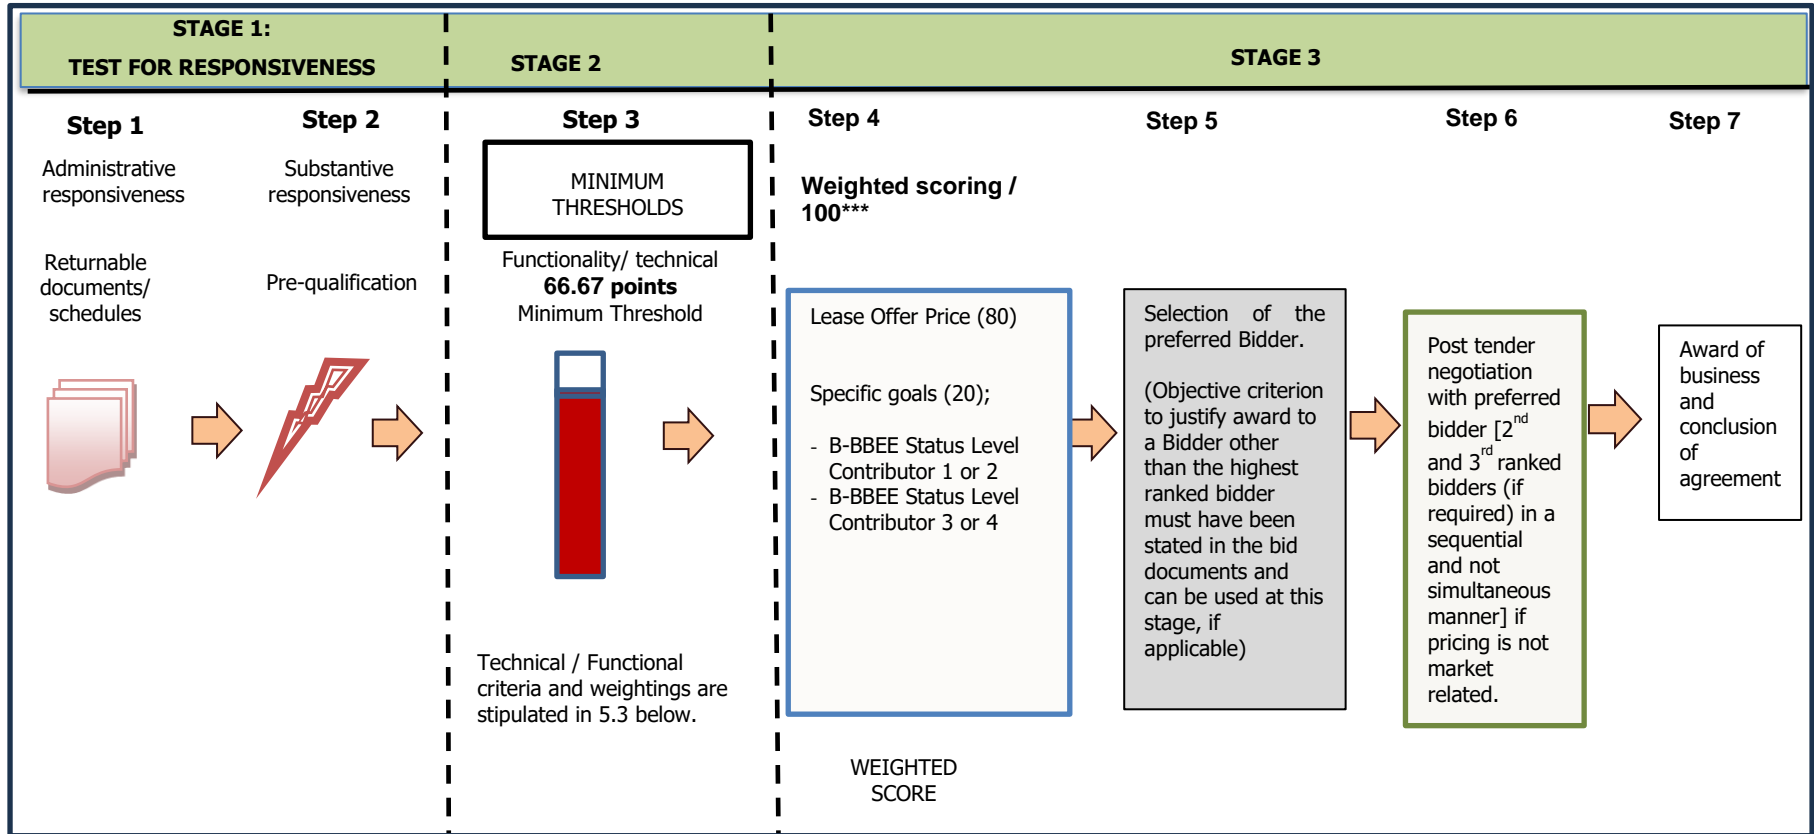 STAGE 1:
TEST FOR RESPONSIVENESS
STAGE 2
STAGE 3
Step 1
Administrative
responsiveness
Returnable
documents/
schedules
Step 2
Substantive
responsiveness
Pre-qualification
Step 3
MINIMUM
THRESHOLDS
Functionality/ technical
66.67 points
Minimum Threshold
Technical / Functional
criteria and weightings are
stipulated in 5.3 below.
Step 4
Weighted scoring /
100***
Lease Offer Price (80)
Specific goals (20);
- B-BBEE Status Level
Contributor 1 or 2
- B-BBEE Status Level
Contributor 3 or 4
WEIGHTED
SCORE
Step 5
Selection of the
preferred Bidder.
(Objective criterion
to justify award to
a Bidder other
than the highest
ranked bidder
must have been
stated in the bid
documents and
can be used at this
stage, if
applicable)
Step 6
Post tender
negotiation
with preferred
bidder [2nd
and 3rd ranked
bidders (if
required) in a
sequential
and not
simultaneous
manner] if
pricing is not
market
related.
Step 7
Award of
business
and
conclusion
of
agreement